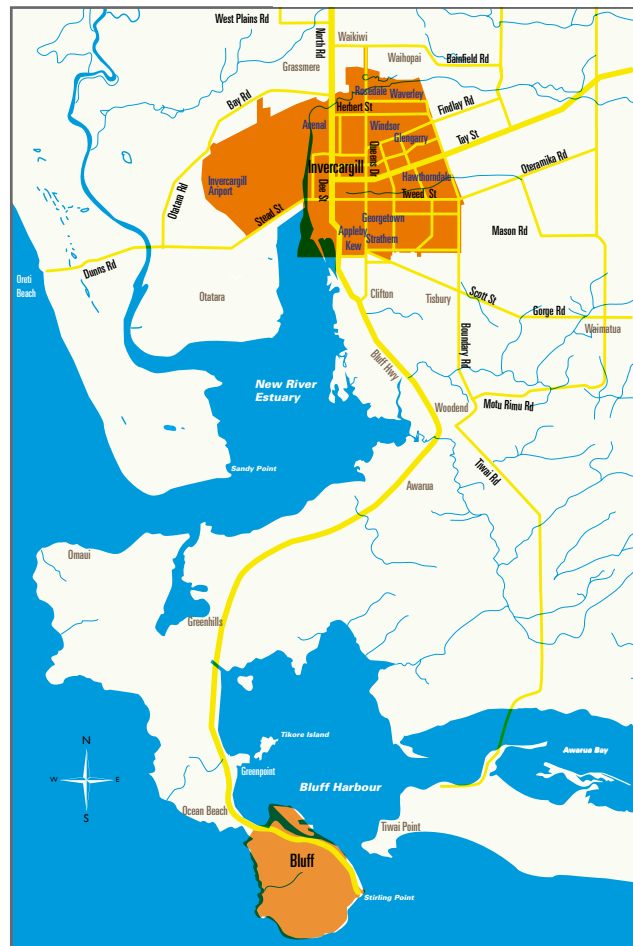 West Plains Rd
North Rd
Waikiwi
Grassmere
Waihopai
Bainfield Rd
Bay Rd
Rosedale
Waverley
Herbert St
Findlay Rd
Avenal
Windsor
Glengarry
Tay St
Queens Dr
Invercargill
Oteramika Rd
Hawthorndale
Invercargill
Ariport
Otatara Rd
Dee St
Tweed St
Stead St
Georgetown
Appleby
Strathern
Kew
Mason Rd
Dunns Rd
Oreti
Beach
Otatara
Clifton
Tisbury
Scott St
Gorge Rd
Waimatua
Boundary Rd
Bluff Hwy
New River
Estuary
Woodend
Motu Rimu Rd
Sandy Point
Tiwai Rd
Awarua
Omaui
Greenhills
Tikore Island
Awarua Bay
N
W
E
S
Greenpoint
Bluff Harbour
Ocean Beach
Tiwai Point
Bluff
Stirling Point